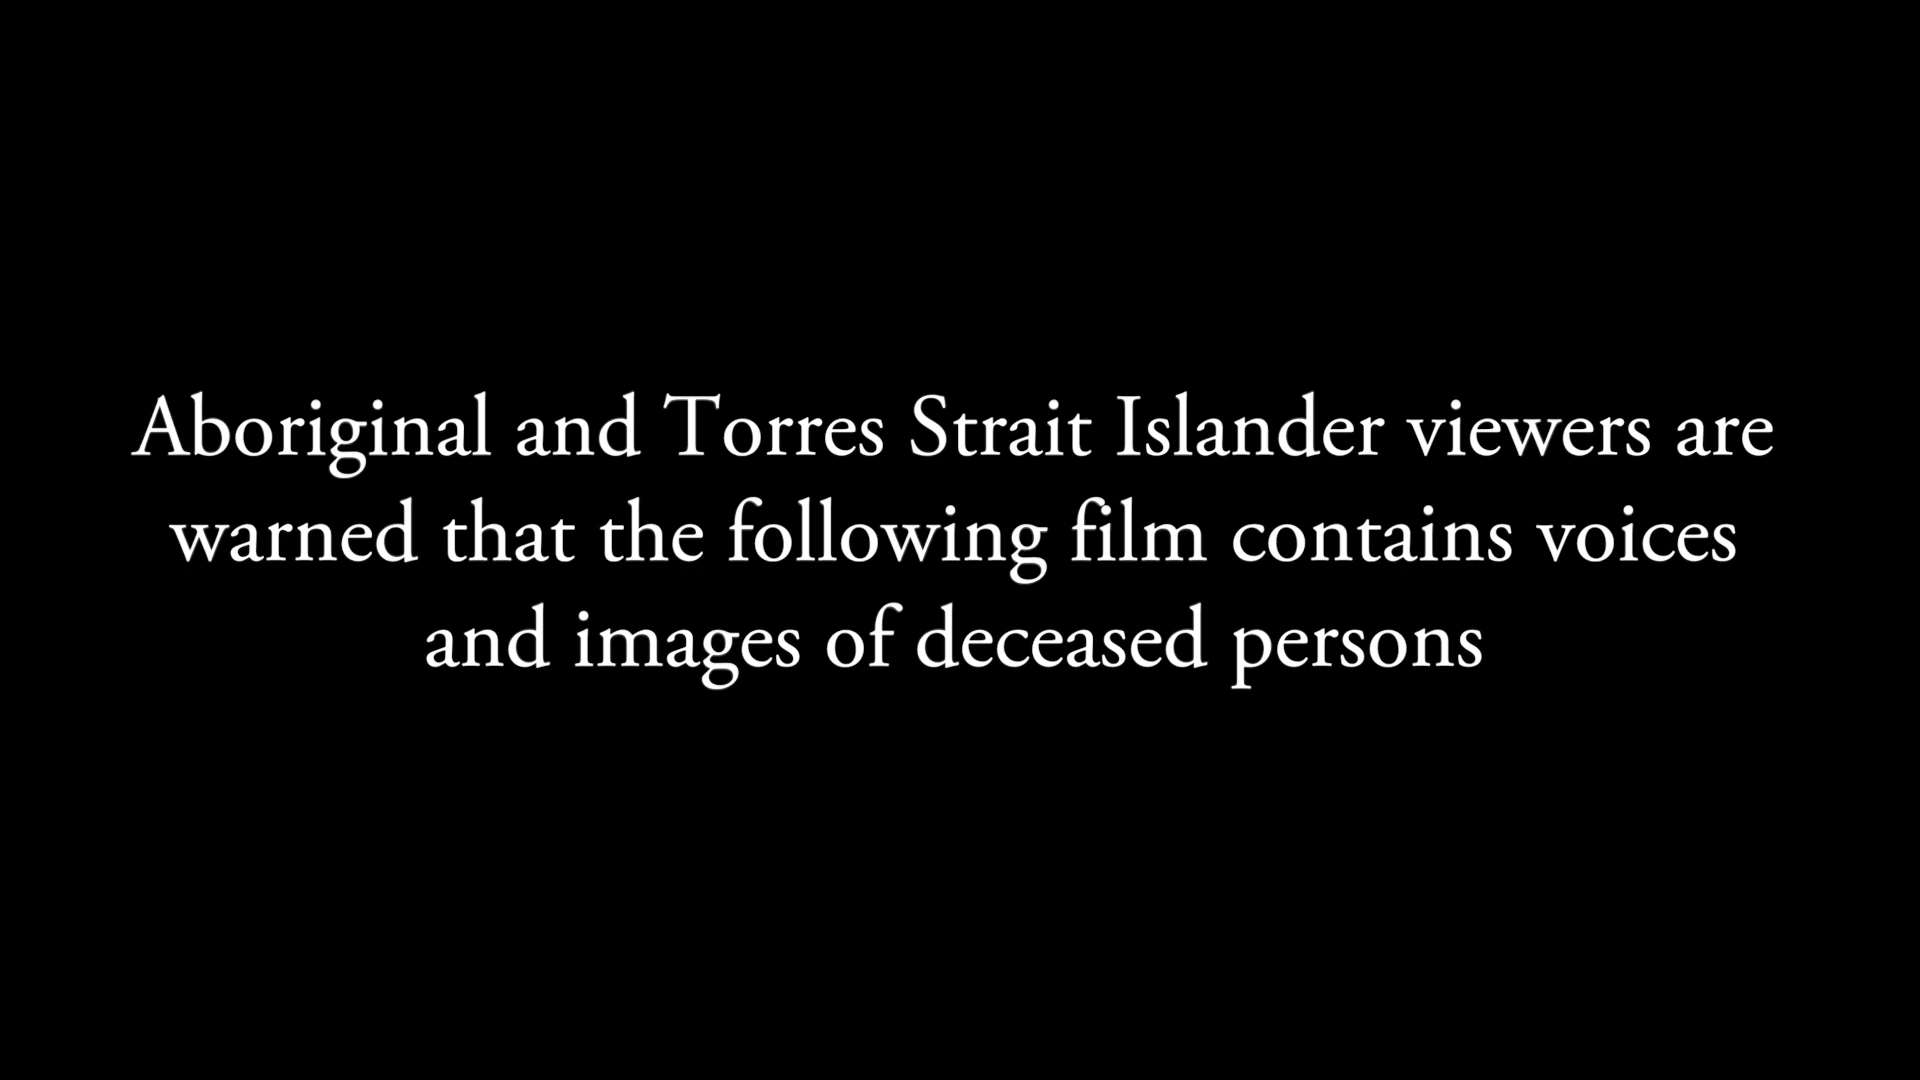 Aboriginal and Torres Strait Islander viewers are
warned that the following film contains voices
and images of deceased persons